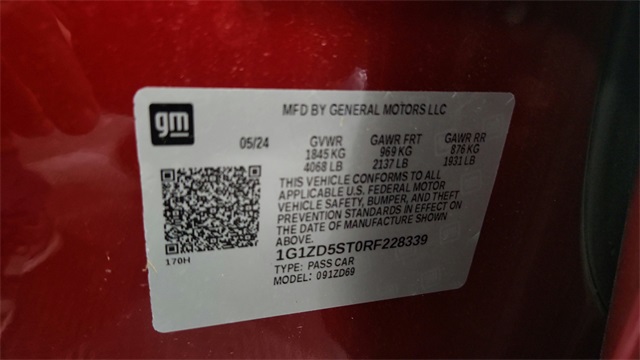 gm
MFD BY GENERAL MOTORS LLC
05/24 GVWR GAWR FRT GAWR RR
1845 KG 969 KG 876 KG
4068 LB 2137 LB 1931 LB
THIS VEHICLE CONFORMS TO ALL
APPLICABLE U.S. FEDERAL MOTOR
VEHICLE SAFETY, BUMPER, AND THEFT
PREVENTION STANDARDS IN EFFECT ON
THE DATE OF MANUFACTURE SHOWN
ABOVE.
170H
1G1ZD5ST0RF228339
TYPE: PASS CAR
MODEL: 091ZD69